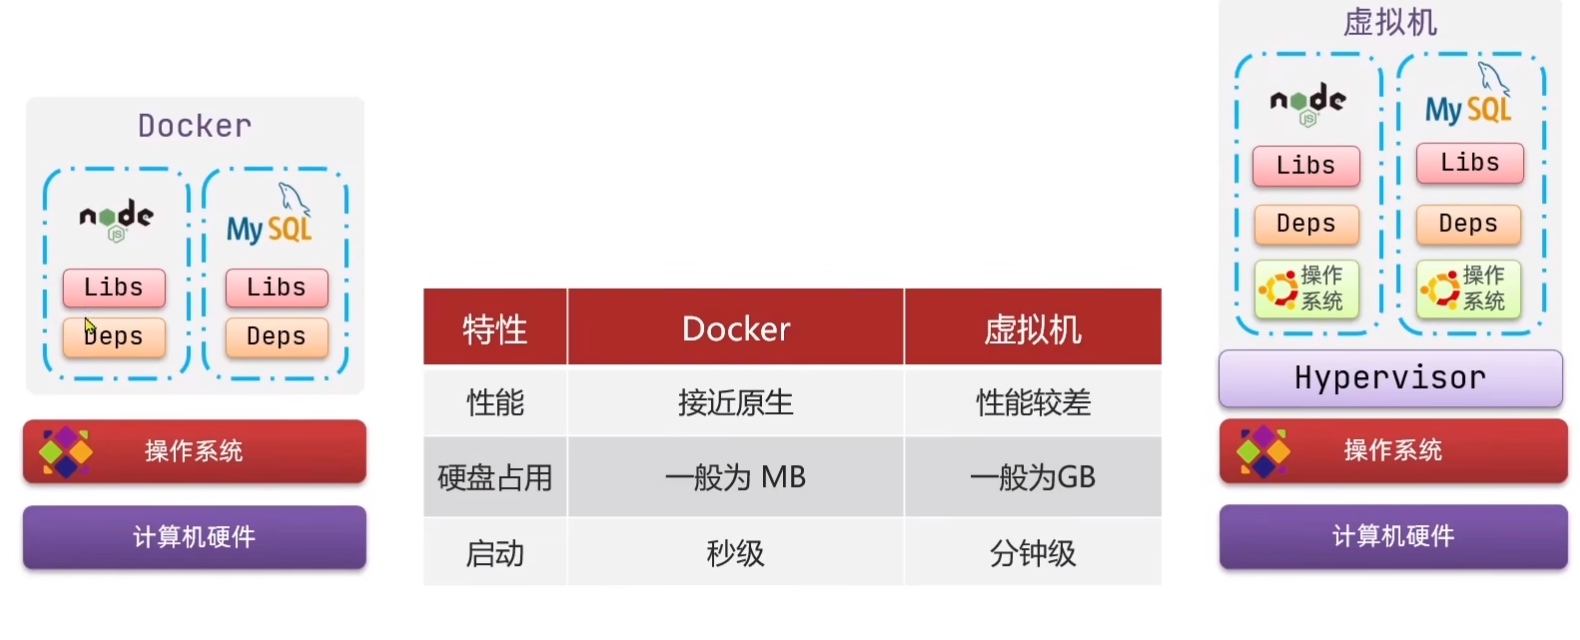 Docker
node
JS
My SQL
Libs
Libs
Deps
Deps
操作系统
计算机硬件
特性 Docker 虚拟机
性能 接近原生 性能较差
硬盘占用 一般为 MB 一般为GB
启动 秒级 分钟级
虚拟机
node
JS
My SQL
Libs
Libs
Deps
Deps
操作
系统
操作
系统
Hypervisor
操作系统
计算机硬件